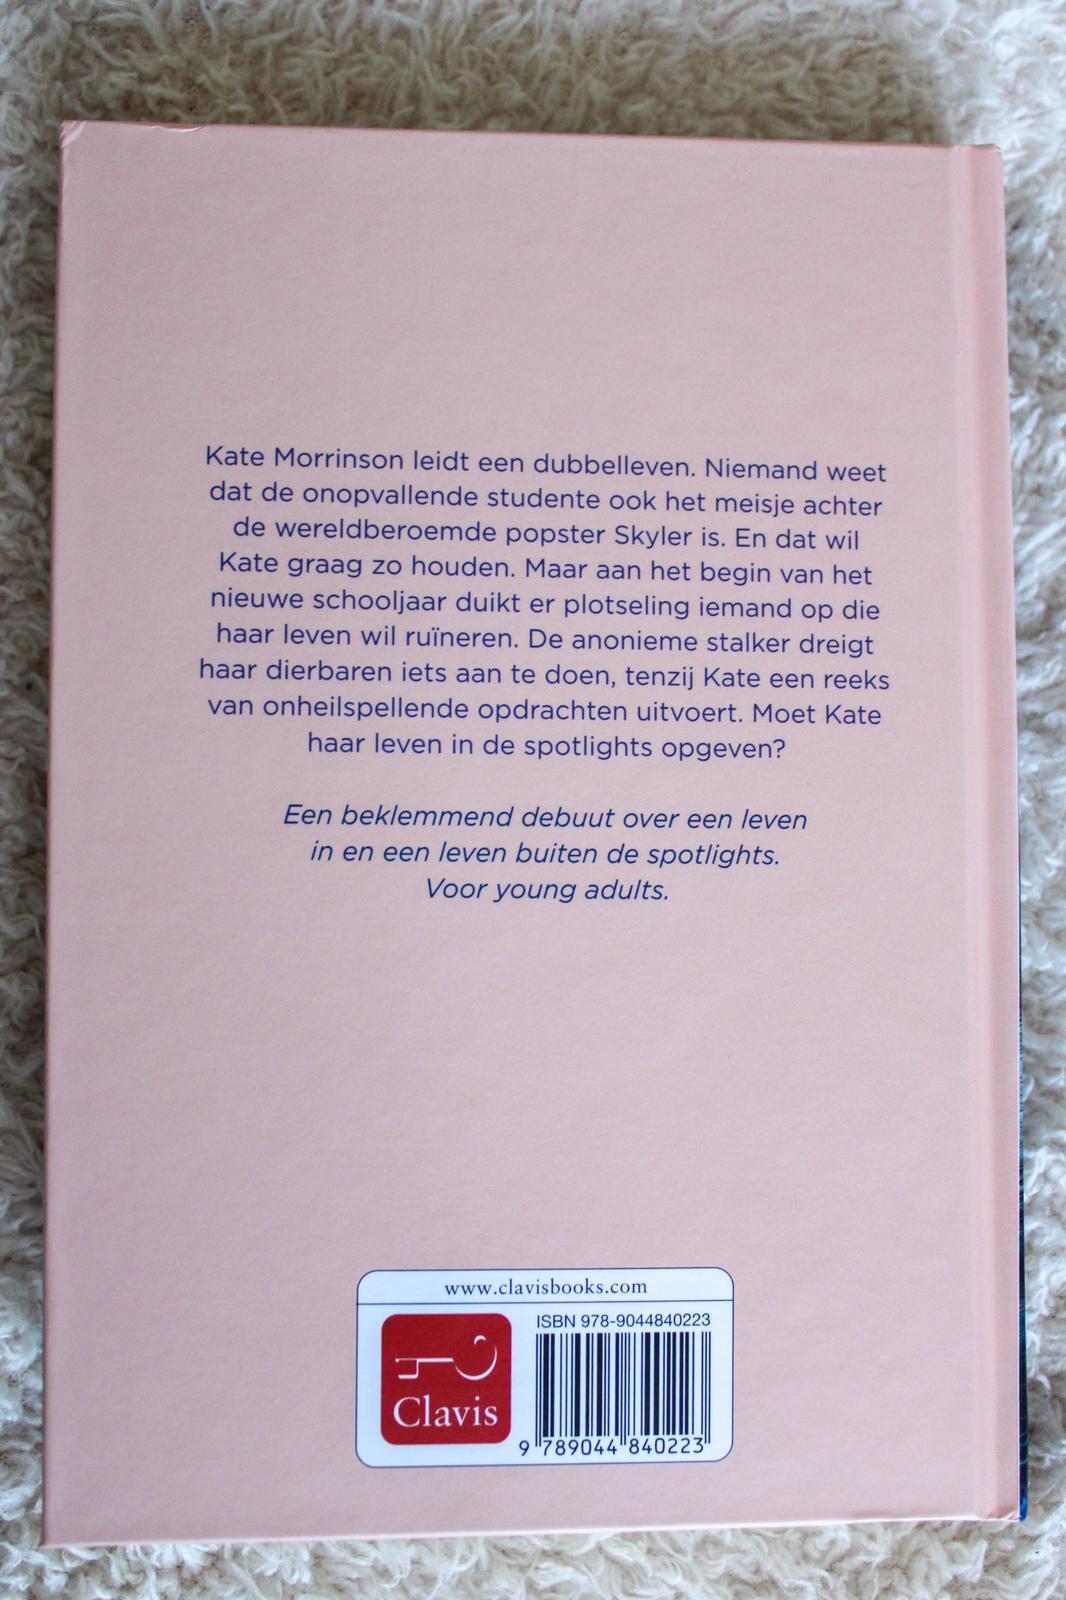 Kate Morrinson leidt een dubbelleven. Niemand weet
dat de onopvallende studente ook het meisje achter
de wereldberoemde popster Skyler is. En dat wil
Kate graag zo houden. Maar aan het begin van het
nieuwe schooljaar duikt er plotseling iemand op die
haar leven wil ruïneren. De anonieme stalker dreigt
haar dierbaren iets aan te doen, tenzij Kate een reeks
van onheilspellende opdrachten uitvoert. Moet Kate
haar leven in de spotlights opgeven?
Een beklemmend debuut over een leven
in en een leven buiten de spotlights.
Voor young adults.
www.clavisbooks.com
ISBN 978-9044840223
Clavis
9 789044 840223